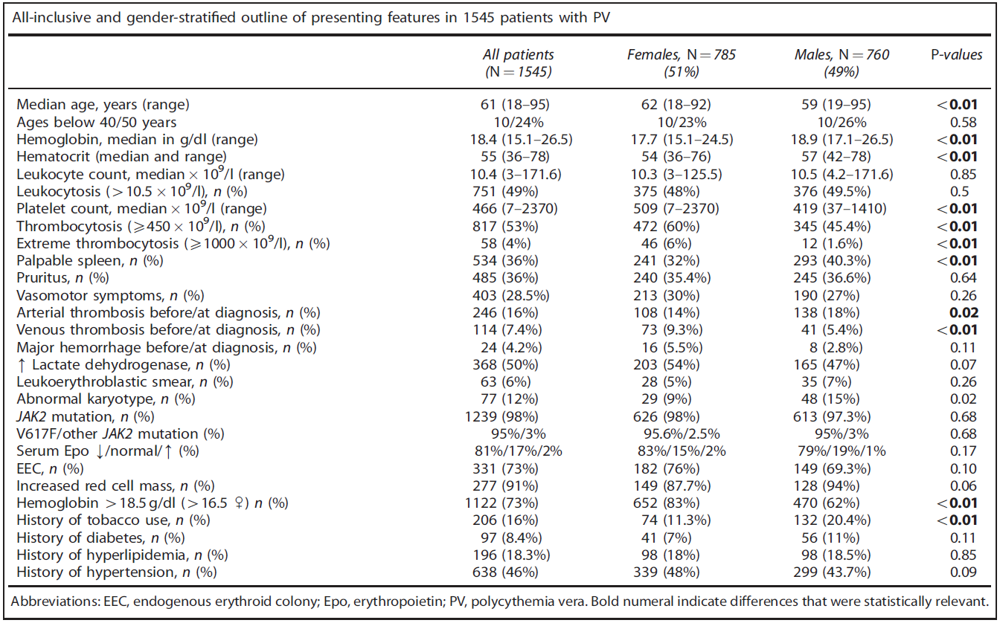 All-inclusive and gender-stratified outline of presenting features in 1545 patients with PV
All patients Females, N = 785 Males, N = 760 P-values
(N = 1545) (51%) (49%)
Median age, years (range) 61 (18–95) 62 (18–92) 59 (19–95) <0.01
Ages below 40/50 years 10/24% 10/23% 10/26% 0.58
Hemoglobin, median in g/dl (range) 18.4 (15.1–26.5) 17.7 (15.1–24.5) 18.9 (17.1–26.5) <0.01
Hematocrit (median and range) 55 (36–78) 54 (36–76) 57 (42–78) <0.01
Leukocyte count, median × 10⁹/l (range) 10.4 (3–171.6) 10.3 (3–125.5) 10.5 (4.2–171.6) 0.85
Leukocytosis (>10.5 × 10⁹/l), n (%) 751 (49%) 375 (48%) 376 (49.5%) 0.5
Platelet count, median × 10⁹/l (range) 466 (7–2370) 509 (7–2370) 419 (37–1410) <0.01
Thrombocytosis (⩾450 × 10⁹/l), n (%) 817 (53%) 472 (60%) 345 (45.4%) <0.01
Extreme thrombocytosis (⩾1000 × 10⁹/l), n (%) 58 (4%) 46 (6%) 12 (1.6%) <0.01
Palpable spleen, n (%) 534 (36%) 241 (32%) 293 (40.3%) <0.01
Pruritus, n (%) 485 (36%) 240 (35.4%) 245 (36.6%) 0.64
Vasomotor symptoms, n (%) 403 (28.5%) 213 (30%) 190 (27%) 0.26
Arterial thrombosis before/at diagnosis, n (%) 246 (16%) 108 (14%) 138 (18%) 0.02
Venous thrombosis before/at diagnosis, n (%) 114 (7.4%) 73 (9.3%) 41 (5.4%) <0.01
Major hemorrhage before/at diagnosis, n (%) 24 (4.2%) 16 (5.5%) 8 (2.8%) 0.11
↑ Lactate dehydrogenase, n (%) 368 (50%) 203 (54%) 165 (47%) 0.07
Leukoerythroblastic smear, n (%) 63 (6%) 28 (5%) 35 (7%) 0.26
Abnormal karyotype, n (%) 77 (12%) 29 (9%) 48 (15%) 0.02
JAK2 mutation, n (%) 1239 (98%) 626 (98%) 613 (97.3%) 0.68
V617F/other JAK2 mutation (%) 95%/3% 95.6%/2.5% 95%/3% 0.68
Serum Epo ↓/normal/↑ (%) 81%/17%/2% 83%/15%/2% 79%/19%/1% 0.17
EEC, n (%) 331 (73%) 182 (76%) 149 (69.3%) 0.10
Increased red cell mass, n (%) 277 (91%) 149 (87.7%) 128 (94%) 0.06
Hemoglobin >18.5 g/dl (>16.5 ♀) n (%) 1122 (73%) 652 (83%) 470 (62%) <0.01
History of tobacco use, n (%) 206 (16%) 74 (11.3%) 132 (20.4%) <0.01
History of diabetes, n (%) 97 (8.4%) 41 (7%) 56 (11%) 0.11
History of hyperlipidemia, n (%) 196 (18.3%) 98 (18%) 98 (18.5%) 0.85
History of hypertension, n (%) 638 (46%) 339 (48%) 299 (43.7%) 0.09
Abbreviations: EEC, endogenous erythroid colony; Epo, erythropoietin; PV, polycythemia vera. Bold numeral indicate differences that were statistically relevant.